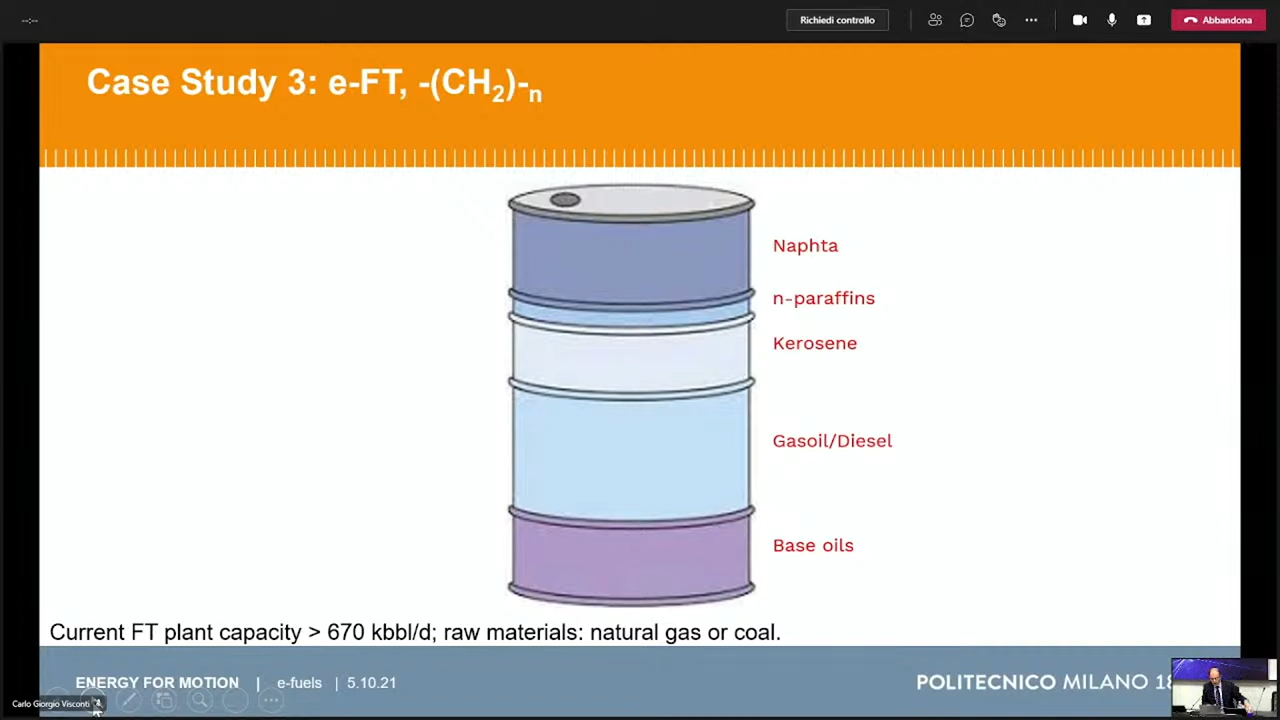 --:--
Richiedi controllo
Abbandona
Case Study 3: e-FT, -(CH2)-n
Naphta
n-paraffins
Kerosene
Gasoil/Diesel
Base oils
Current FT plant capacity > 670 kbbl/d; raw materials: natural gas or coal.
ENERGY FOR MOTION | e-fuels | 5.10.21
POLITECNICO MILANO 18
Carlo Giorgio Visconti